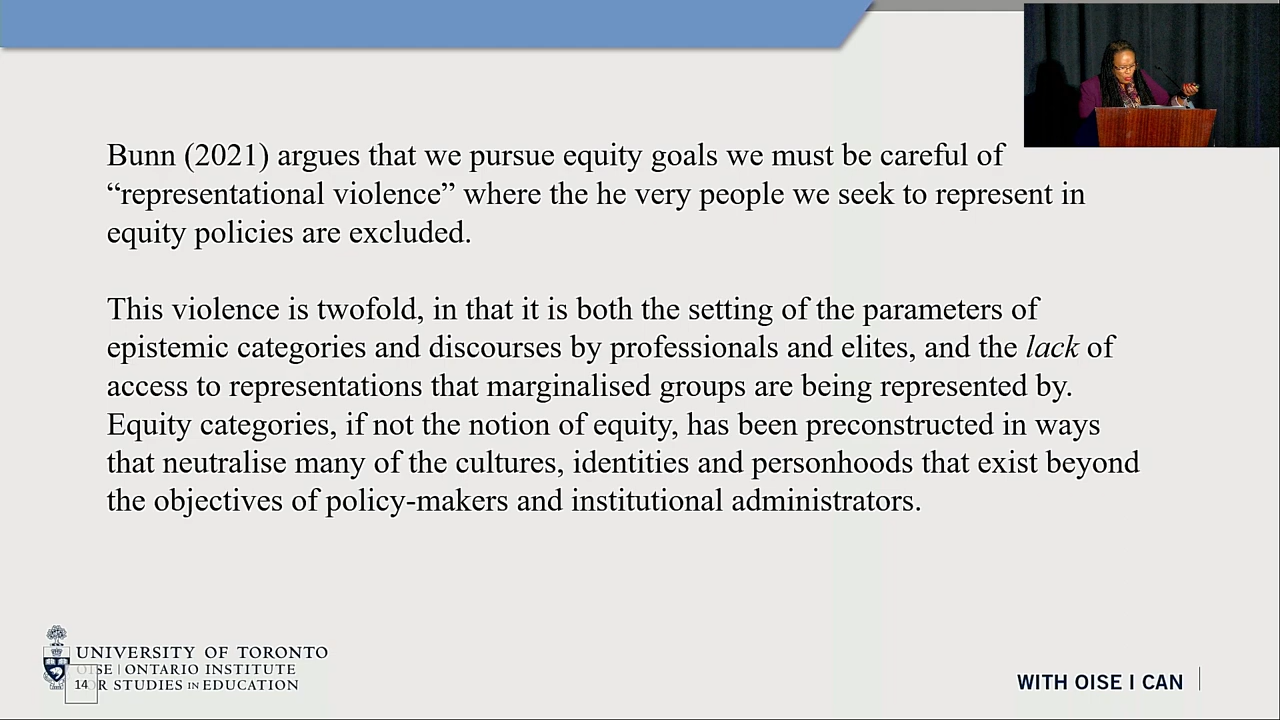 Bunn (2021) argues that we pursue equity goals we must be careful of
“representational violence” where the he very people we seek to represent in
equity policies are excluded.
This violence is twofold, in that it is both the setting of the parameters of
epistemic categories and discourses by professionals and elites, and the lack of
access to representations that marginalised groups are being represented by.
Equity categories, if not the notion of equity, has been preconstructed in ways
that neutralise many of the cultures, identities and personhoods that exist beyond
the objectives of policy-makers and institutional administrators.
UNIVERSITY OF TORONTO
OISE | ONTARIO INSTITUTE
14 OR STUDIES IN EDUCATION
WITH OISE I CAN